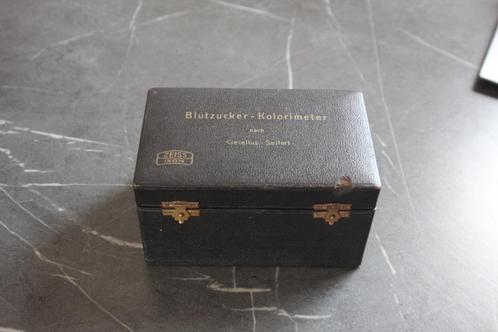 Blutzucker - Kolorimeter
nach
Crecelius - Seifert
ZEISS
IKON